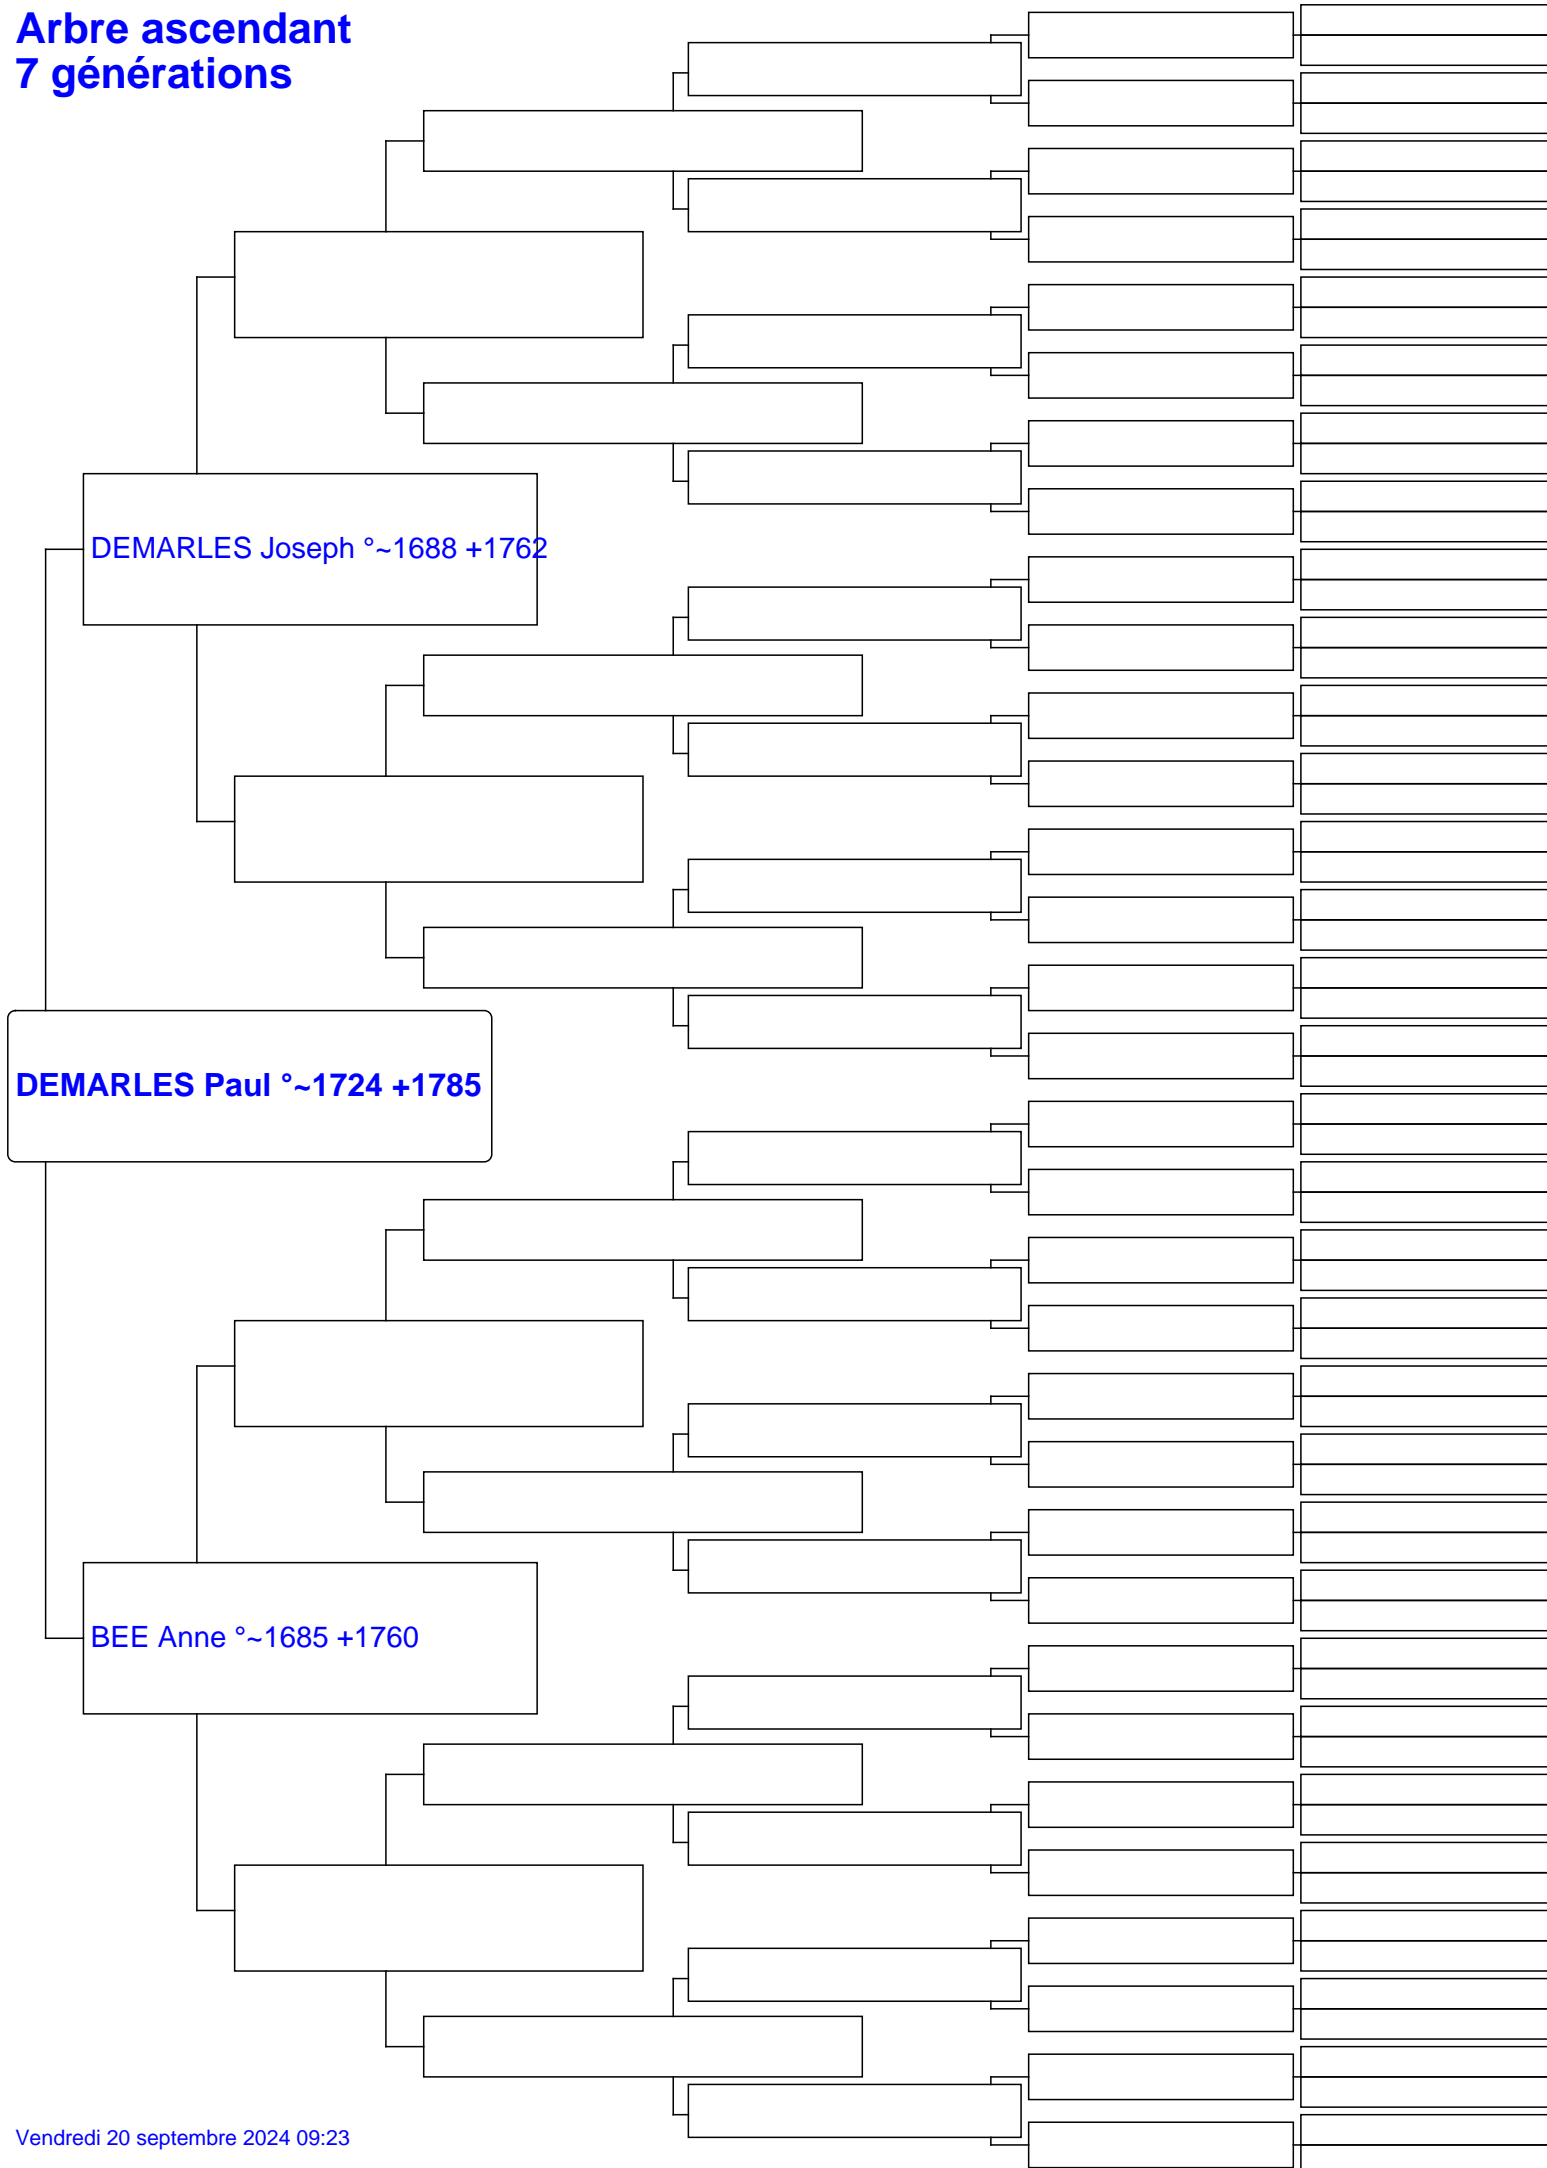 Arbre ascendant
7 générations
DEMARLES Joseph °~1688 +1762
DEMARLES Paul °~1724 +1785
BEE Anne °~1685 +1760
Vendredi 20 septembre 2024 09:23